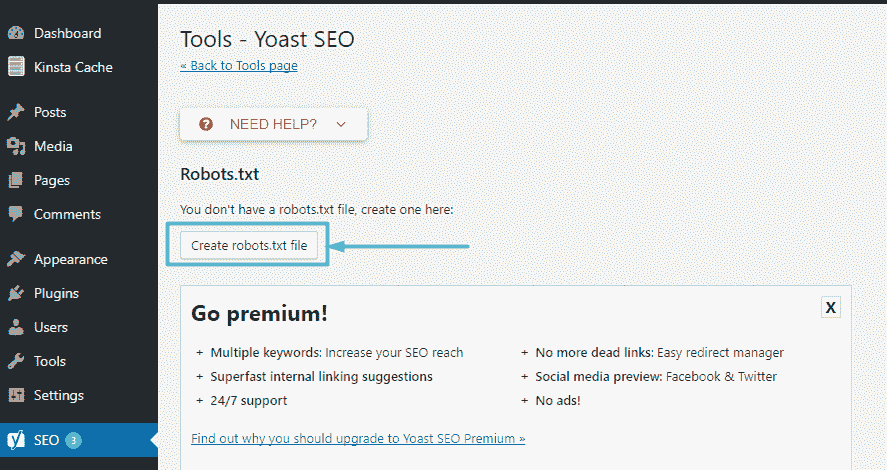 Dashboard
Kinsta Cache
Posts
Media
Pages
Comments
Appearance
Plugins
Users
Tools
Settings
SEO 3
Tools - Yoast SEO
« Back to Tools page
NEED HELP?
Robots.txt
You don't have a robots.txt file, create one here:
Create robots.txt file
Go premium!
X
+ Multiple keywords: Increase your SEO reach
+ Superfast internal linking suggestions
+ 24/7 support
+ No more dead links: Easy redirect manager
+ Social media preview: Facebook & Twitter
+ No ads!
Find out why you should upgrade to Yoast SEO Premium »